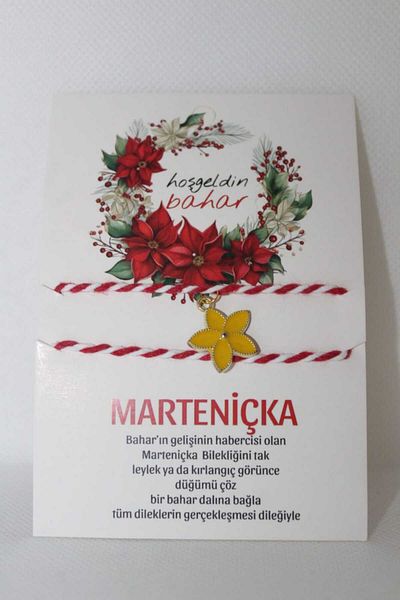 hoşgeldin
bahar
MARTENİÇKA
Bahar'ın gelişinin habercisi olan
Marteniçka Bilekliğini tak
leylek ya da kırlangıç görünce
düğümü çöz
bir bahar dalına bağla
tüm dileklerin gerçekleşmesi dileğiyle